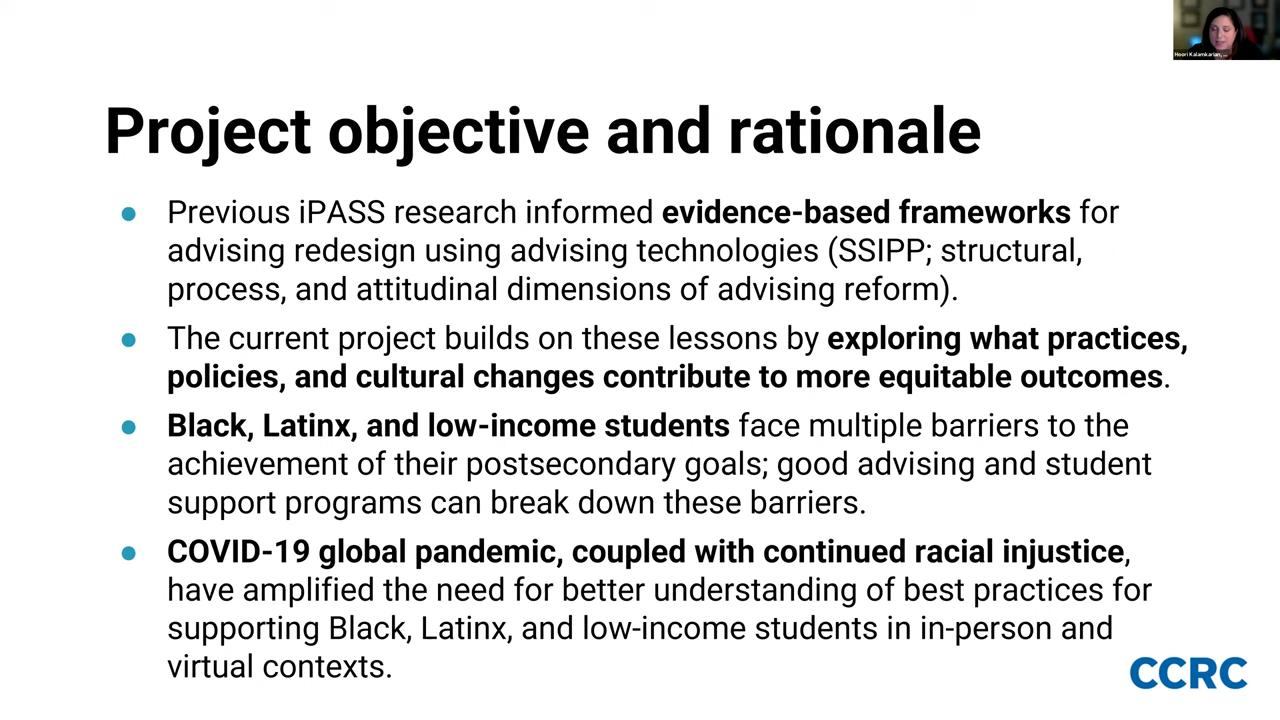 Hoori Kalamkarian, ...
Project objective and rationale
● Previous iPASS research informed evidence-based frameworks for
advising redesign using advising technologies (SSIPP; structural,
process, and attitudinal dimensions of advising reform).
● The current project builds on these lessons by exploring what practices,
policies, and cultural changes contribute to more equitable outcomes.
● Black, Latinx, and low-income students face multiple barriers to the
achievement of their postsecondary goals; good advising and student
support programs can break down these barriers.
● COVID-19 global pandemic, coupled with continued racial injustice,
have amplified the need for better understanding of best practices for
supporting Black, Latinx, and low-income students in in-person and
virtual contexts.
CCRC